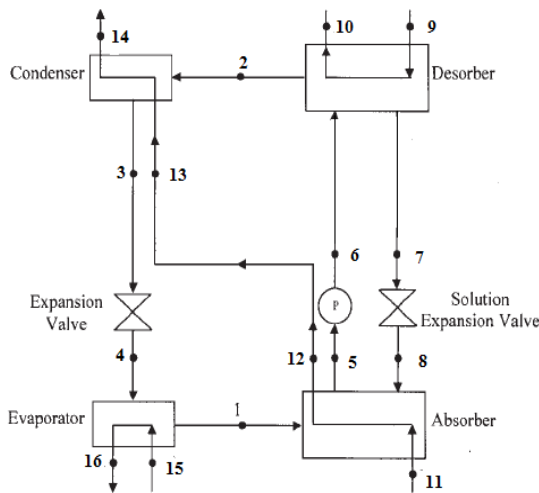 10
9
14
2
Condenser
Desorber
3
13
6
7
Expansion
Valve
P
Solution
Expansion Valve
4
12
5
8
Evaporator
1
Absorber
16
15
11